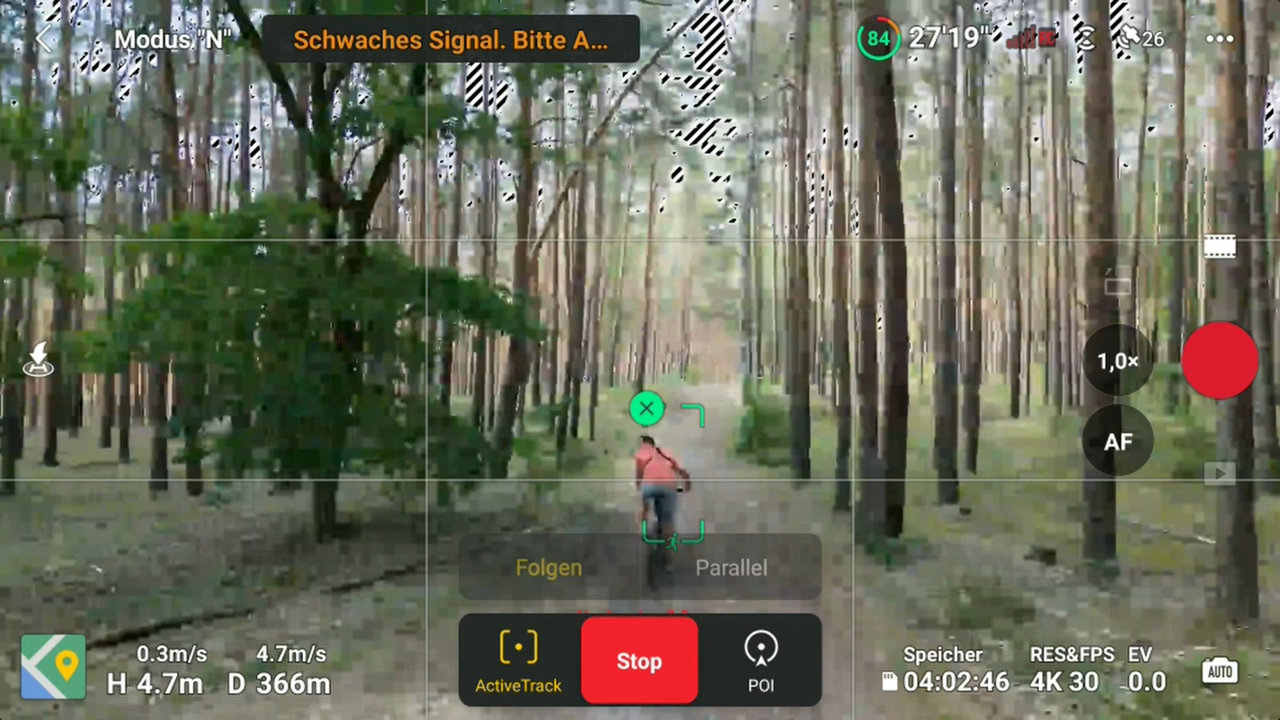 Modus "N"
Schwaches Signal. Bitte A...
84
27'19"
26
1,0×
AF
Folgen
Parallel
ActiveTrack
Stop
POI
0.3m/s
4.7m/s
H 4.7m
D 366m
Speicher
04:02:46
RES&FPS
4K 30
EV
0.0
AUTO